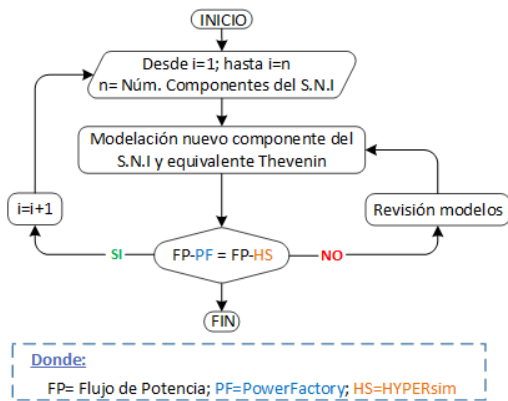 INICIO
Desde i=1; hasta i=n
n= Núm. Componentes del S.N.I
Modelación nuevo componente del
S.N.I y equivalente Thevenin
i=i+1
Revisión modelos
SI
FP-PF = FP-HS
NO
FIN
Donde:
FP= Flujo de Potencia; PF=PowerFactory; HS=HYPERsim